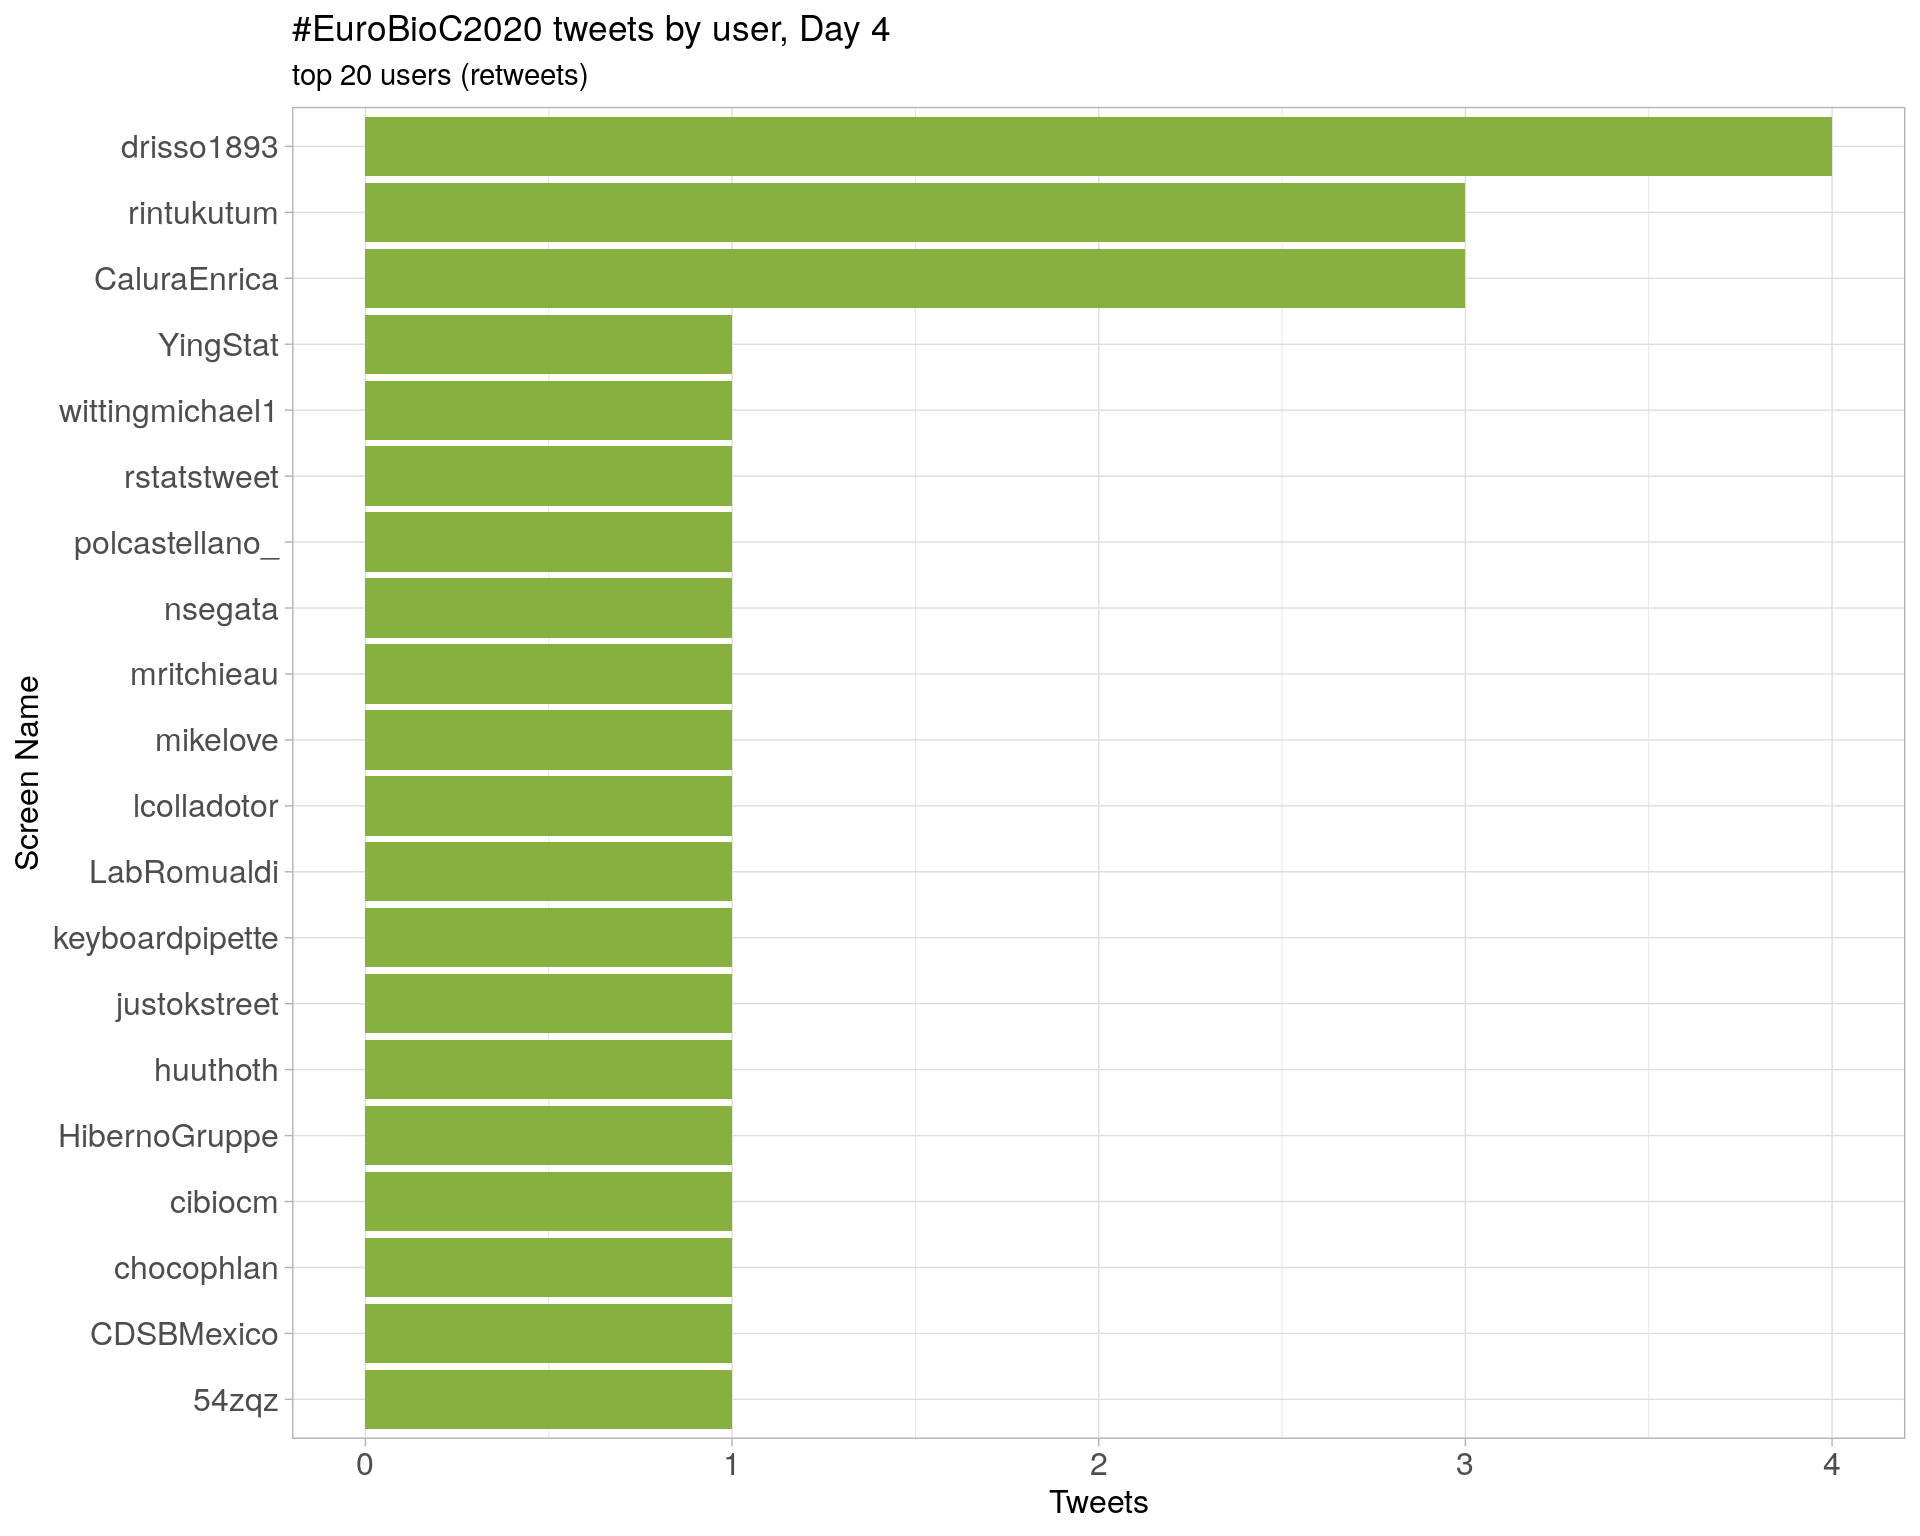 #EuroBioC2020 tweets by user, Day 4
top 20 users (retweets)
drisso1893
rintukutum
CaluraEnrica
YingStat
wittingmichael1
rstatstweet
polcastellano_
nsegata
mritchieau
mikelove
lcolladotor
LabRomualdi
keyboardpipette
justokstreet
huuthoth
HibernoGruppe
cibiocm
chocophlan
CDSBMexico
54zqz
Screen Name
0 1 2 3 4
Tweets